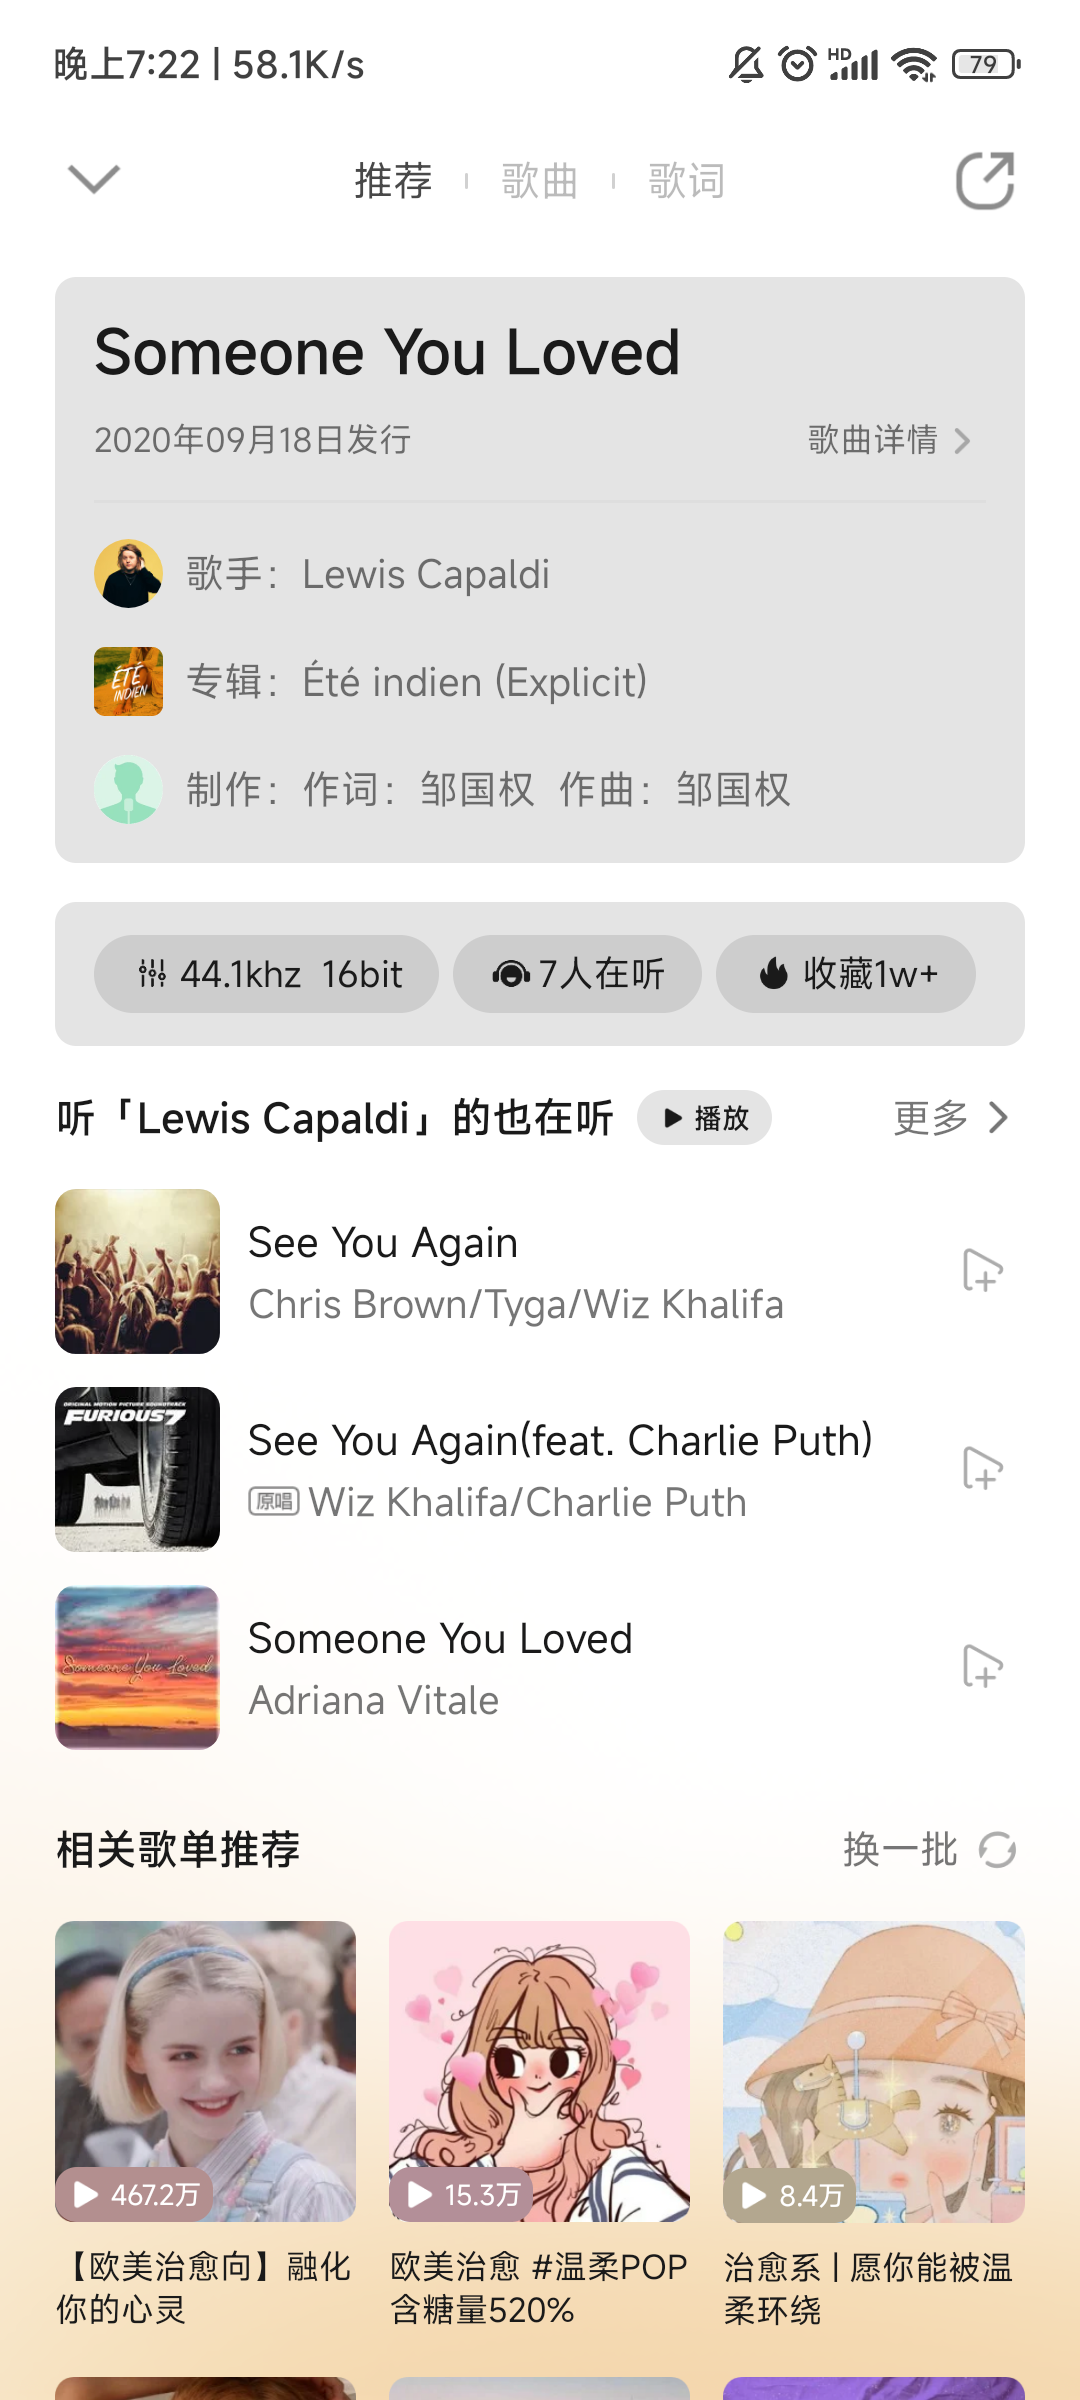 晚上7:22 | 58.1K/s
HD
79
推荐
歌曲
歌词
Someone You Loved
2020年09月18日发行
歌曲详情
歌手：Lewis Capaldi
ÉTÉ
INDIEN
专辑：Été indien (Explicit)
制作：作词：邹国权 作曲：邹国权
44.1khz 16bit
7人在听
收藏1w+
听「Lewis Capaldi」的也在听
播放
更多
See You Again
Chris Brown/Tyga/Wiz Khalifa
ORIGINAL MOTION PICTURE SOUNDTRACK
FURIOUS 7
See You Again(feat. Charlie Puth)
原唱 Wiz Khalifa/Charlie Puth
Someone You Loved
Someone You Loved
Adriana Vitale
相关歌单推荐
换一批
467.2万
15.3万
8.4万
【欧美治愈向】融化
你的心灵
欧美治愈 #温柔POP
含糖量520%
治愈系 | 愿你能被温
柔环绕